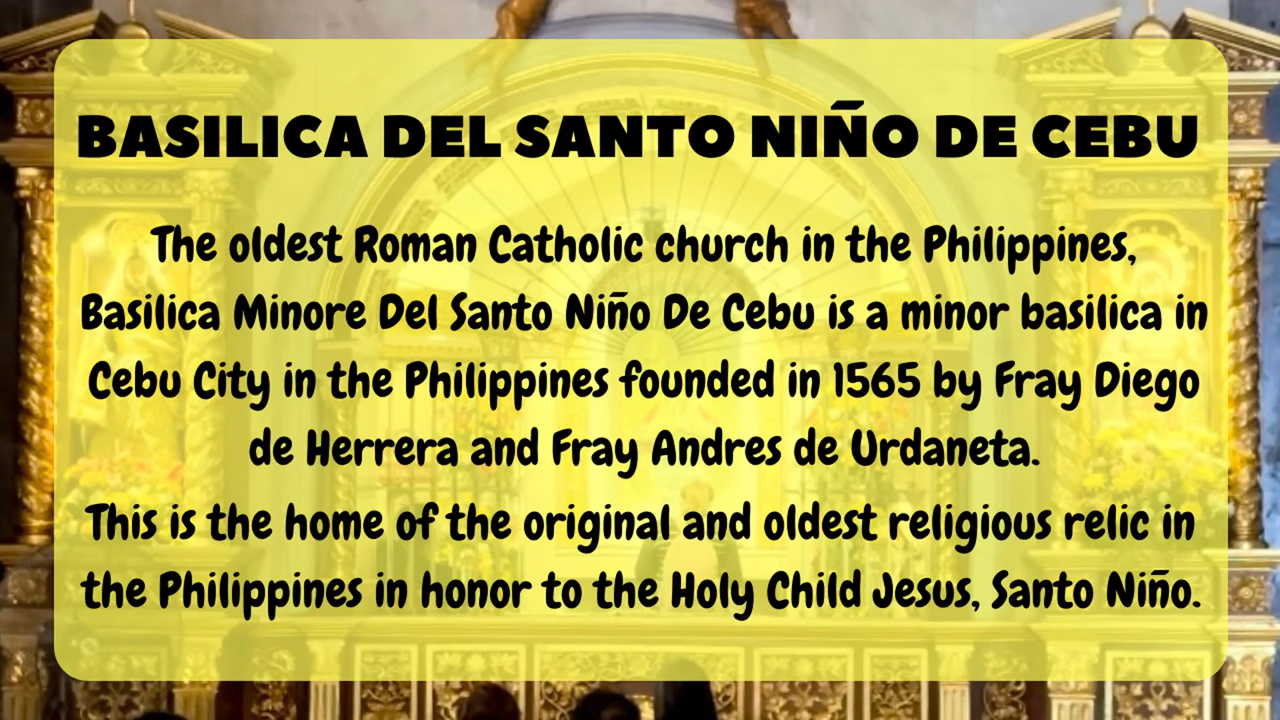 BASILICA DEL SANTO NIÑO DE CEBU
The oldest Roman Catholic church in the Philippines,
Basilica Minore Del Santo Niño De Cebu is a minor basilica in
Cebu City in the Philippines founded in 1565 by Fray Diego
de Herrera and Fray Andres de Urdaneta.
This is the home of the original and oldest religious relic in
the Philippines in honor to the Holy Child Jesus, Santo Niño.